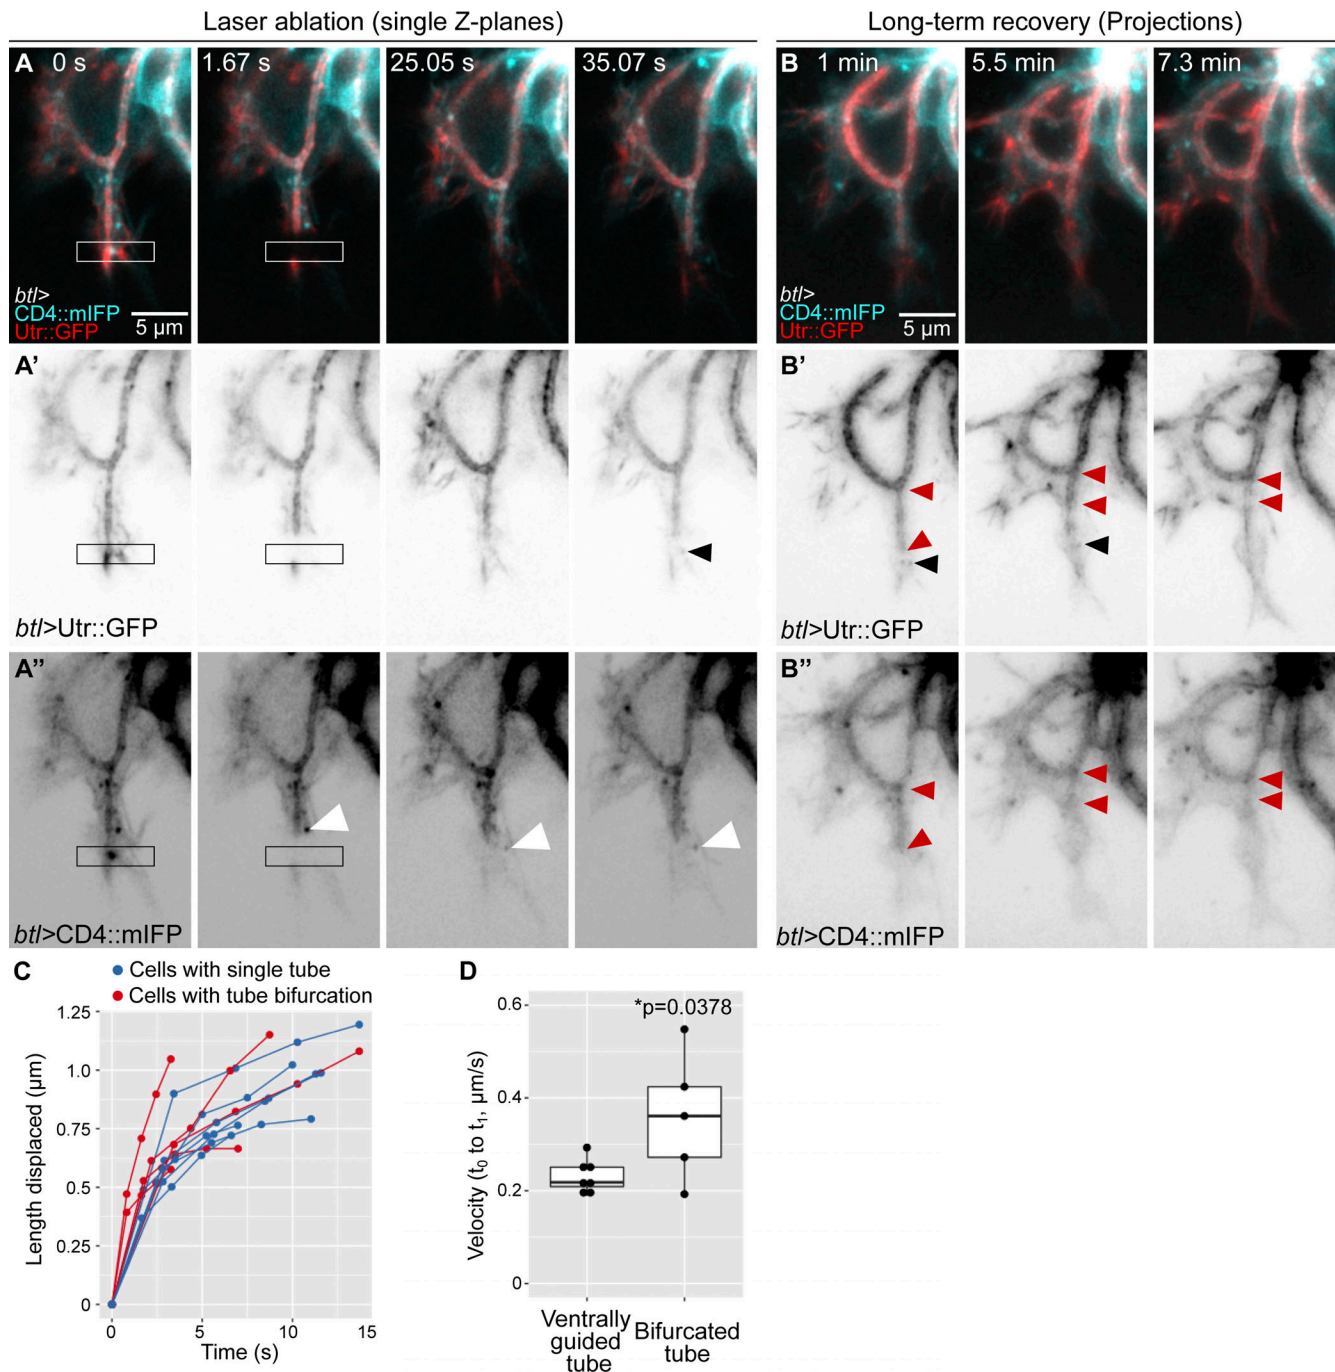 Laser ablation (single Z-planes)
Long-term recovery (Projections)
A
0 s
1.67 s
25.05 s
35.07 s
B
1 min
5.5 min
7.3 min
btl>
CD4::mIFP
Utr::GFP
5 µm
btl>
CD4::mIFP
Utr::GFP
5 µm
A'
btl>Utr::GFP
B'
btl>Utr::GFP
A''
btl>CD4::mIFP
B''
btl>CD4::mIFP
C
Cells with single tube
Cells with tube bifurcation
Length displaced (µm)
1.25
1.0
0.75
0.5
0.25
0
0
5
10
15
Time (s)
D
*p=0.0378
Velocity (t₀ to t₁, µm/s)
0.6
0.4
0.2
0
Ventrally
guided
tube
Bifurcated
tube